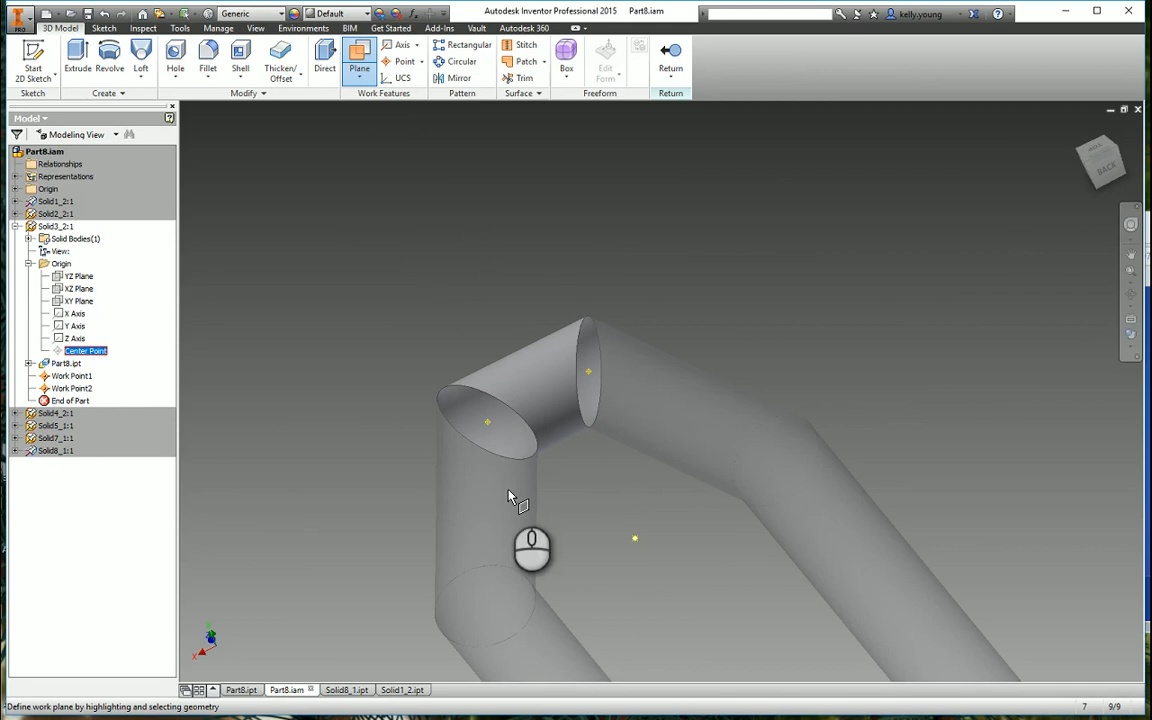 Generic
Default
Autodesk Inventor Professional 2015 Part8.iam
kelly.young
PRO
3D Model Sketch Inspect Tools Manage View Environments BIM Get Started Add-Ins Vault Autodesk 360
Start
2D Sketch
Extrude
Revolve
Loft
Hole
Fillet
Shell
Thicken/
Offset
Direct
Plane
Axis
Point
UCS
Rectangular
Circular
Mirror
Stitch
Patch
Trim
Box
Edit
Form
Return
Sketch
Create
Modify
Work Features
Pattern
Surface
Freeform
Return
Model
Modeling View
Part8.iam
Relationships
Representations
Origin
Solid1_2:1
Solid2_2:1
Solid3_2:1
Solid Bodies(1)
View:
Origin
YZ Plane
XZ Plane
XY Plane
X Axis
Y Axis
Z Axis
Center Point
Part8.ipt
Work Point1
Work Point2
End of Part
Solid4_2:1
Solid5_1:1
Solid7_1:1
Solid8_1:1
BACK
X
Part8.ipt
Part8.iam
Solid8_1.ipt
Solid1_2.ipt
Define work plane by highlighting and selecting geometry
7 9/9